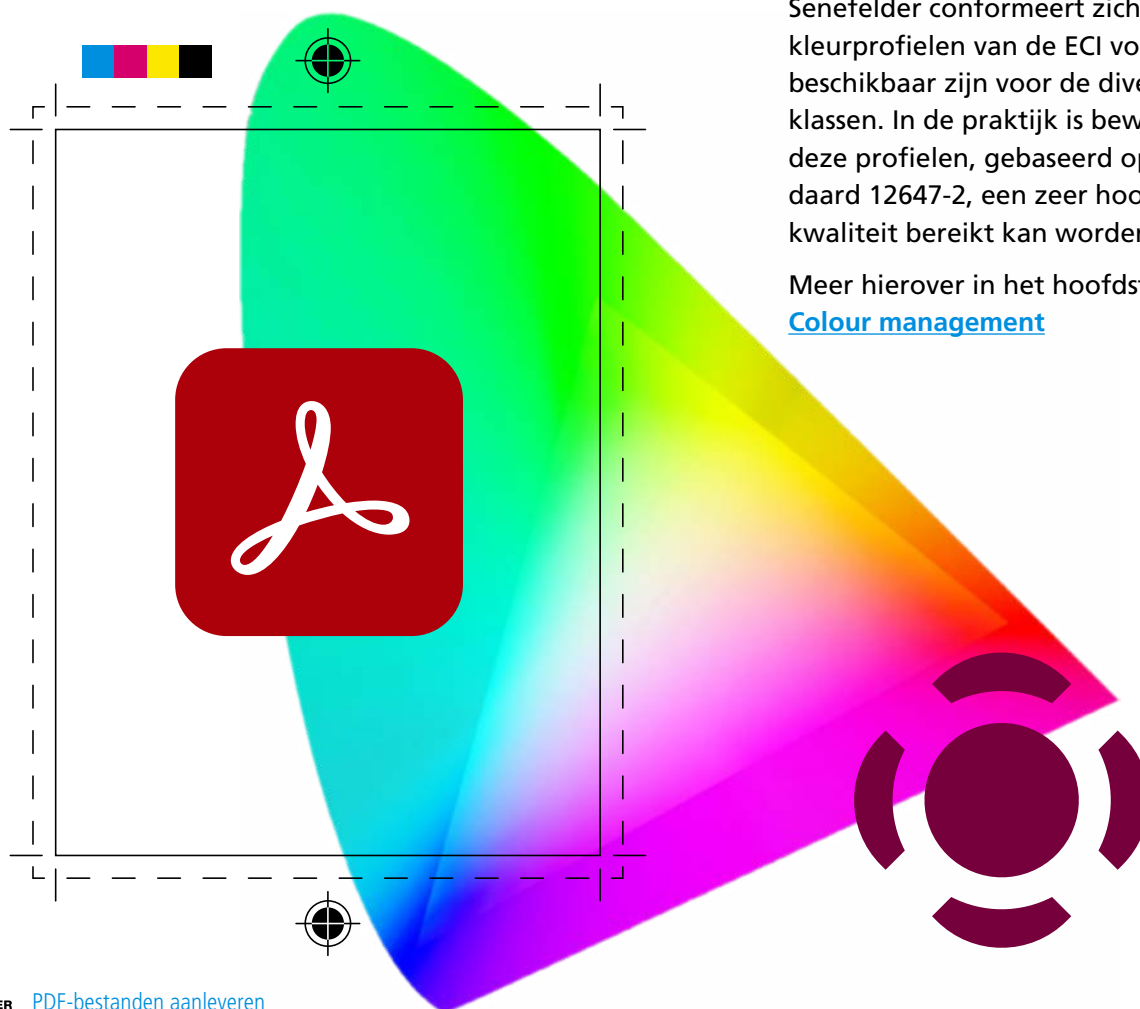 Senefelder conformeert zich
kleurprofielen van de ECI vo
beschikbaar zijn voor de dive
klassen. In de praktijk is bew
deze profielen, gebaseerd op
daard 12647-2, een zeer hoo
kwaliteit bereikt kan worden
Meer hierover in het hoofdst
Colour management
ER PDF-bestanden aanleveren